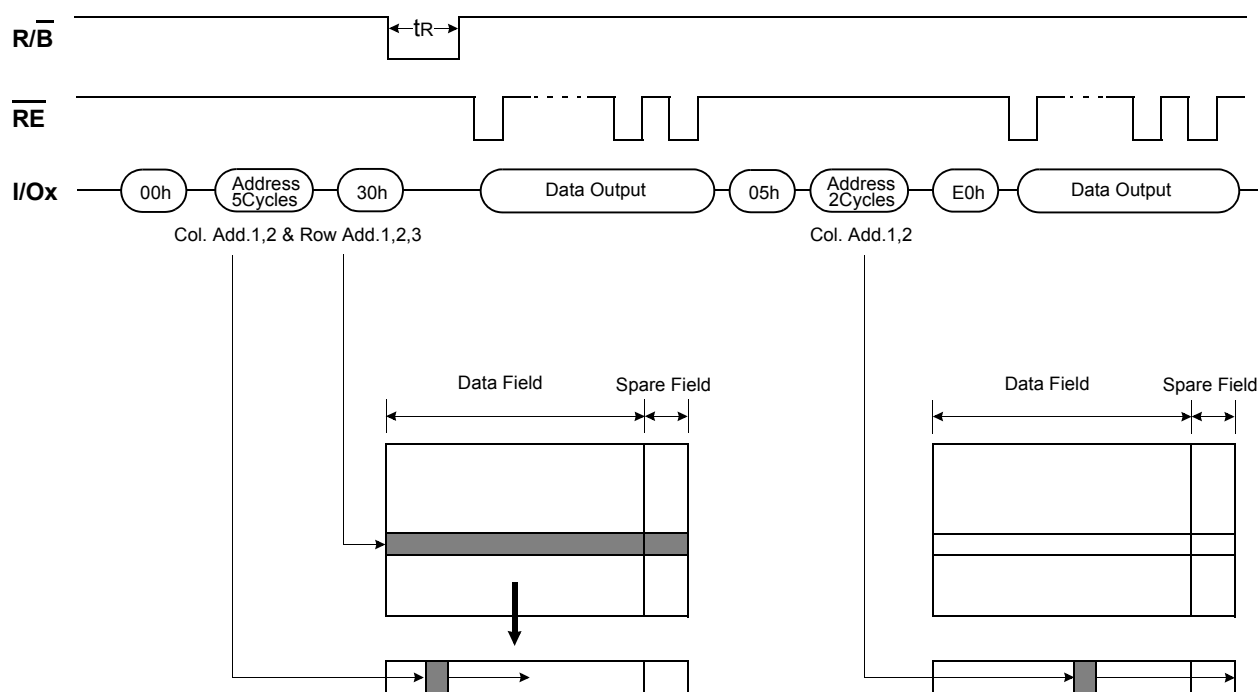 R/B
tR
RE
I/Ox
00h
Address
5Cycles
30h
Data Output
05h
Address
2Cycles
E0h
Data Output
Col. Add.1,2 & Row Add.1,2,3
Col. Add.1,2
Data Field
Spare Field
Data Field
Spare Field